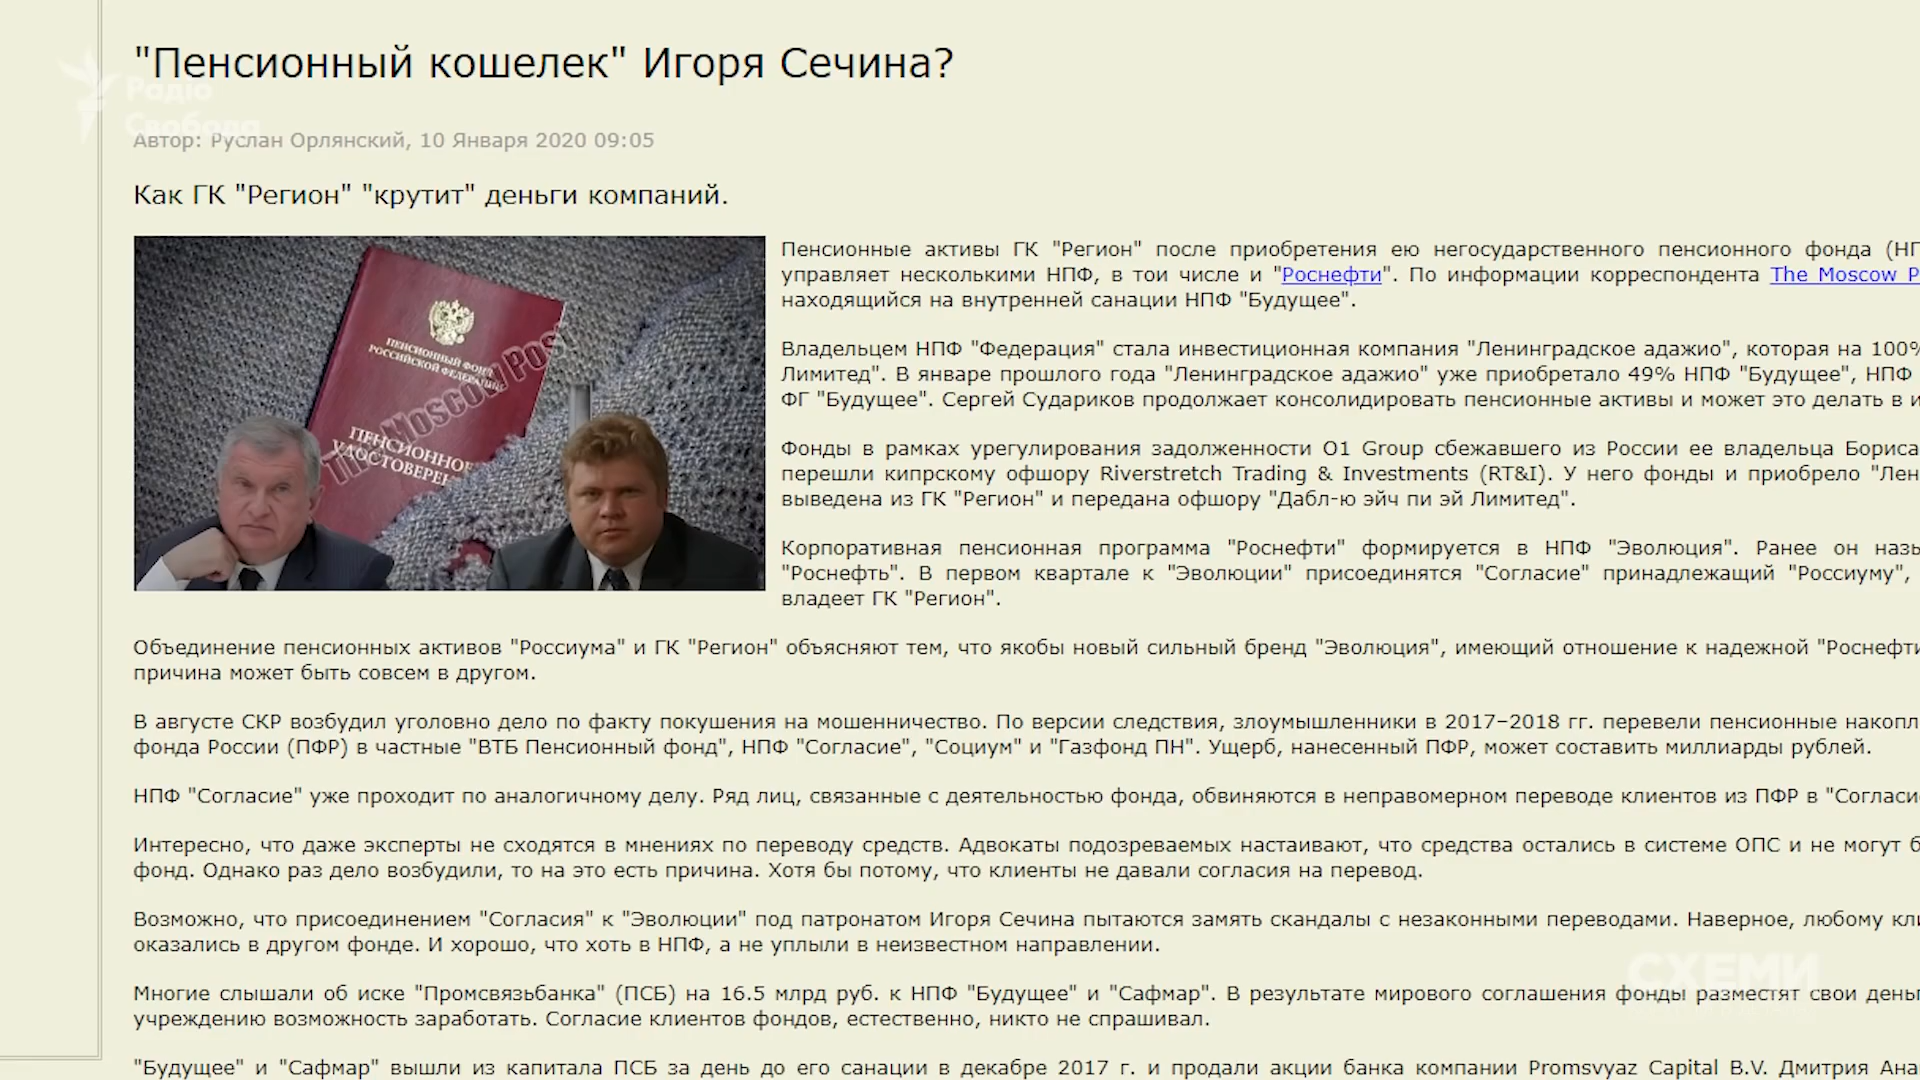 "Пенсионный кошелек" Игоря Сечина?
Радіо
Свобода
Автор: Руслан Орлянский, 10 Января 2020 09:05
Как ГК "Регион" "крутит" деньги компаний.
ПЕНСИОННЫЙ ФОНД
РОССИЙСКОЙ ФЕДЕРАЦИИ
The Moscow Post
ПЕНСИОННОЕ
УДОСТОВЕРЕН
Пенсионные активы ГК "Регион" после приобретения ею негосударственного пенсионного фонда (НП
управляет несколькими НПФ, в тои числе и "Роснефти". По информации корреспондента The Moscow P
находящийся на внутренней санации НПФ "Будущее".
Владельцем НПФ "Федерация" стала инвестиционная компания "Ленинградское адажио", которая на 100%
Лимитед". В январе прошлого года "Ленинградское адажио" уже приобретало 49% НПФ "Будущее", НПФ
ФГ "Будущее". Сергей Судариков продолжает консолидировать пенсионные активы и может это делать в и
Фонды в рамках урегулирования задолженности О1 Group сбежавшего из России ее владельца Бориса
перешли кипрскому офшору Riverstretch Trading & Investments (RT&I). У него фонды и приобрело "Лен
выведена из ГК "Регион" и передана офшору "Дабл-ю эйч пи эй Лимитед".
Корпоративная пенсионная программа "Роснефти" формируется в НПФ "Эволюция". Ранее он назы
"Роснефть". В первом квартале к "Эволюции" присоединятся "Согласие" принадлежащий "Россиуму",
владеет ГК "Регион".
Объединение пенсионных активов "Россиума" и ГК "Регион" объясняют тем, что якобы новый сильный бренд "Эволюция", имеющий отношение к надежной "Роснефти
причина может быть совсем в другом.
В августе СКР возбудил уголовно дело по факту покушения на мошенничество. По версии следствия, злоумышленники в 2017–2018 гг. перевели пенсионные накопл
фонда России (ПФР) в частные "ВТБ Пенсионный фонд", НПФ "Согласие", "Социум" и "Газфонд ПН". Ущерб, нанесенный ПФР, может составить миллиарды рублей.
НПФ "Согласие" уже проходит по аналогичному делу. Ряд лиц, связанные с деятельностью фонда, обвиняются в неправомерном переводе клиентов из ПФР в "Согласи
Интересно, что даже эксперты не сходятся в мнениях по переводу средств. Адвокаты подозреваемых настаивают, что средства остались в системе ОПС и не могут б
фонд. Однако раз дело возбудили, то на это есть причина. Хотя бы потому, что клиенты не давали согласия на перевод.
Возможно, что присоединением "Согласия" к "Эволюции" под патронатом Игоря Сечина пытаются замять скандалы с незаконными переводами. Наверное, любому кли
оказались в другом фонде. И хорошо, что хоть в НПФ, а не уплыли в неизвестном направлении.
СХЕМИ
Многие слышали об иске "Промсвязьбанка" (ПСБ) на 16.5 млрд руб. к НПФ "Будущее" и "Сафмар". В результате мирового соглашения фонды разместят свои деньг
учреждению возможность заработать. Согласие клиентов фондов, естественно, никто не спрашивал.
"Будущее" и "Сафмар" вышли из капитала ПСБ за день до его санации в декабре 2017 г. и продали акции банка компании Promsvyaz Capital B.V. Дмитрия Ана